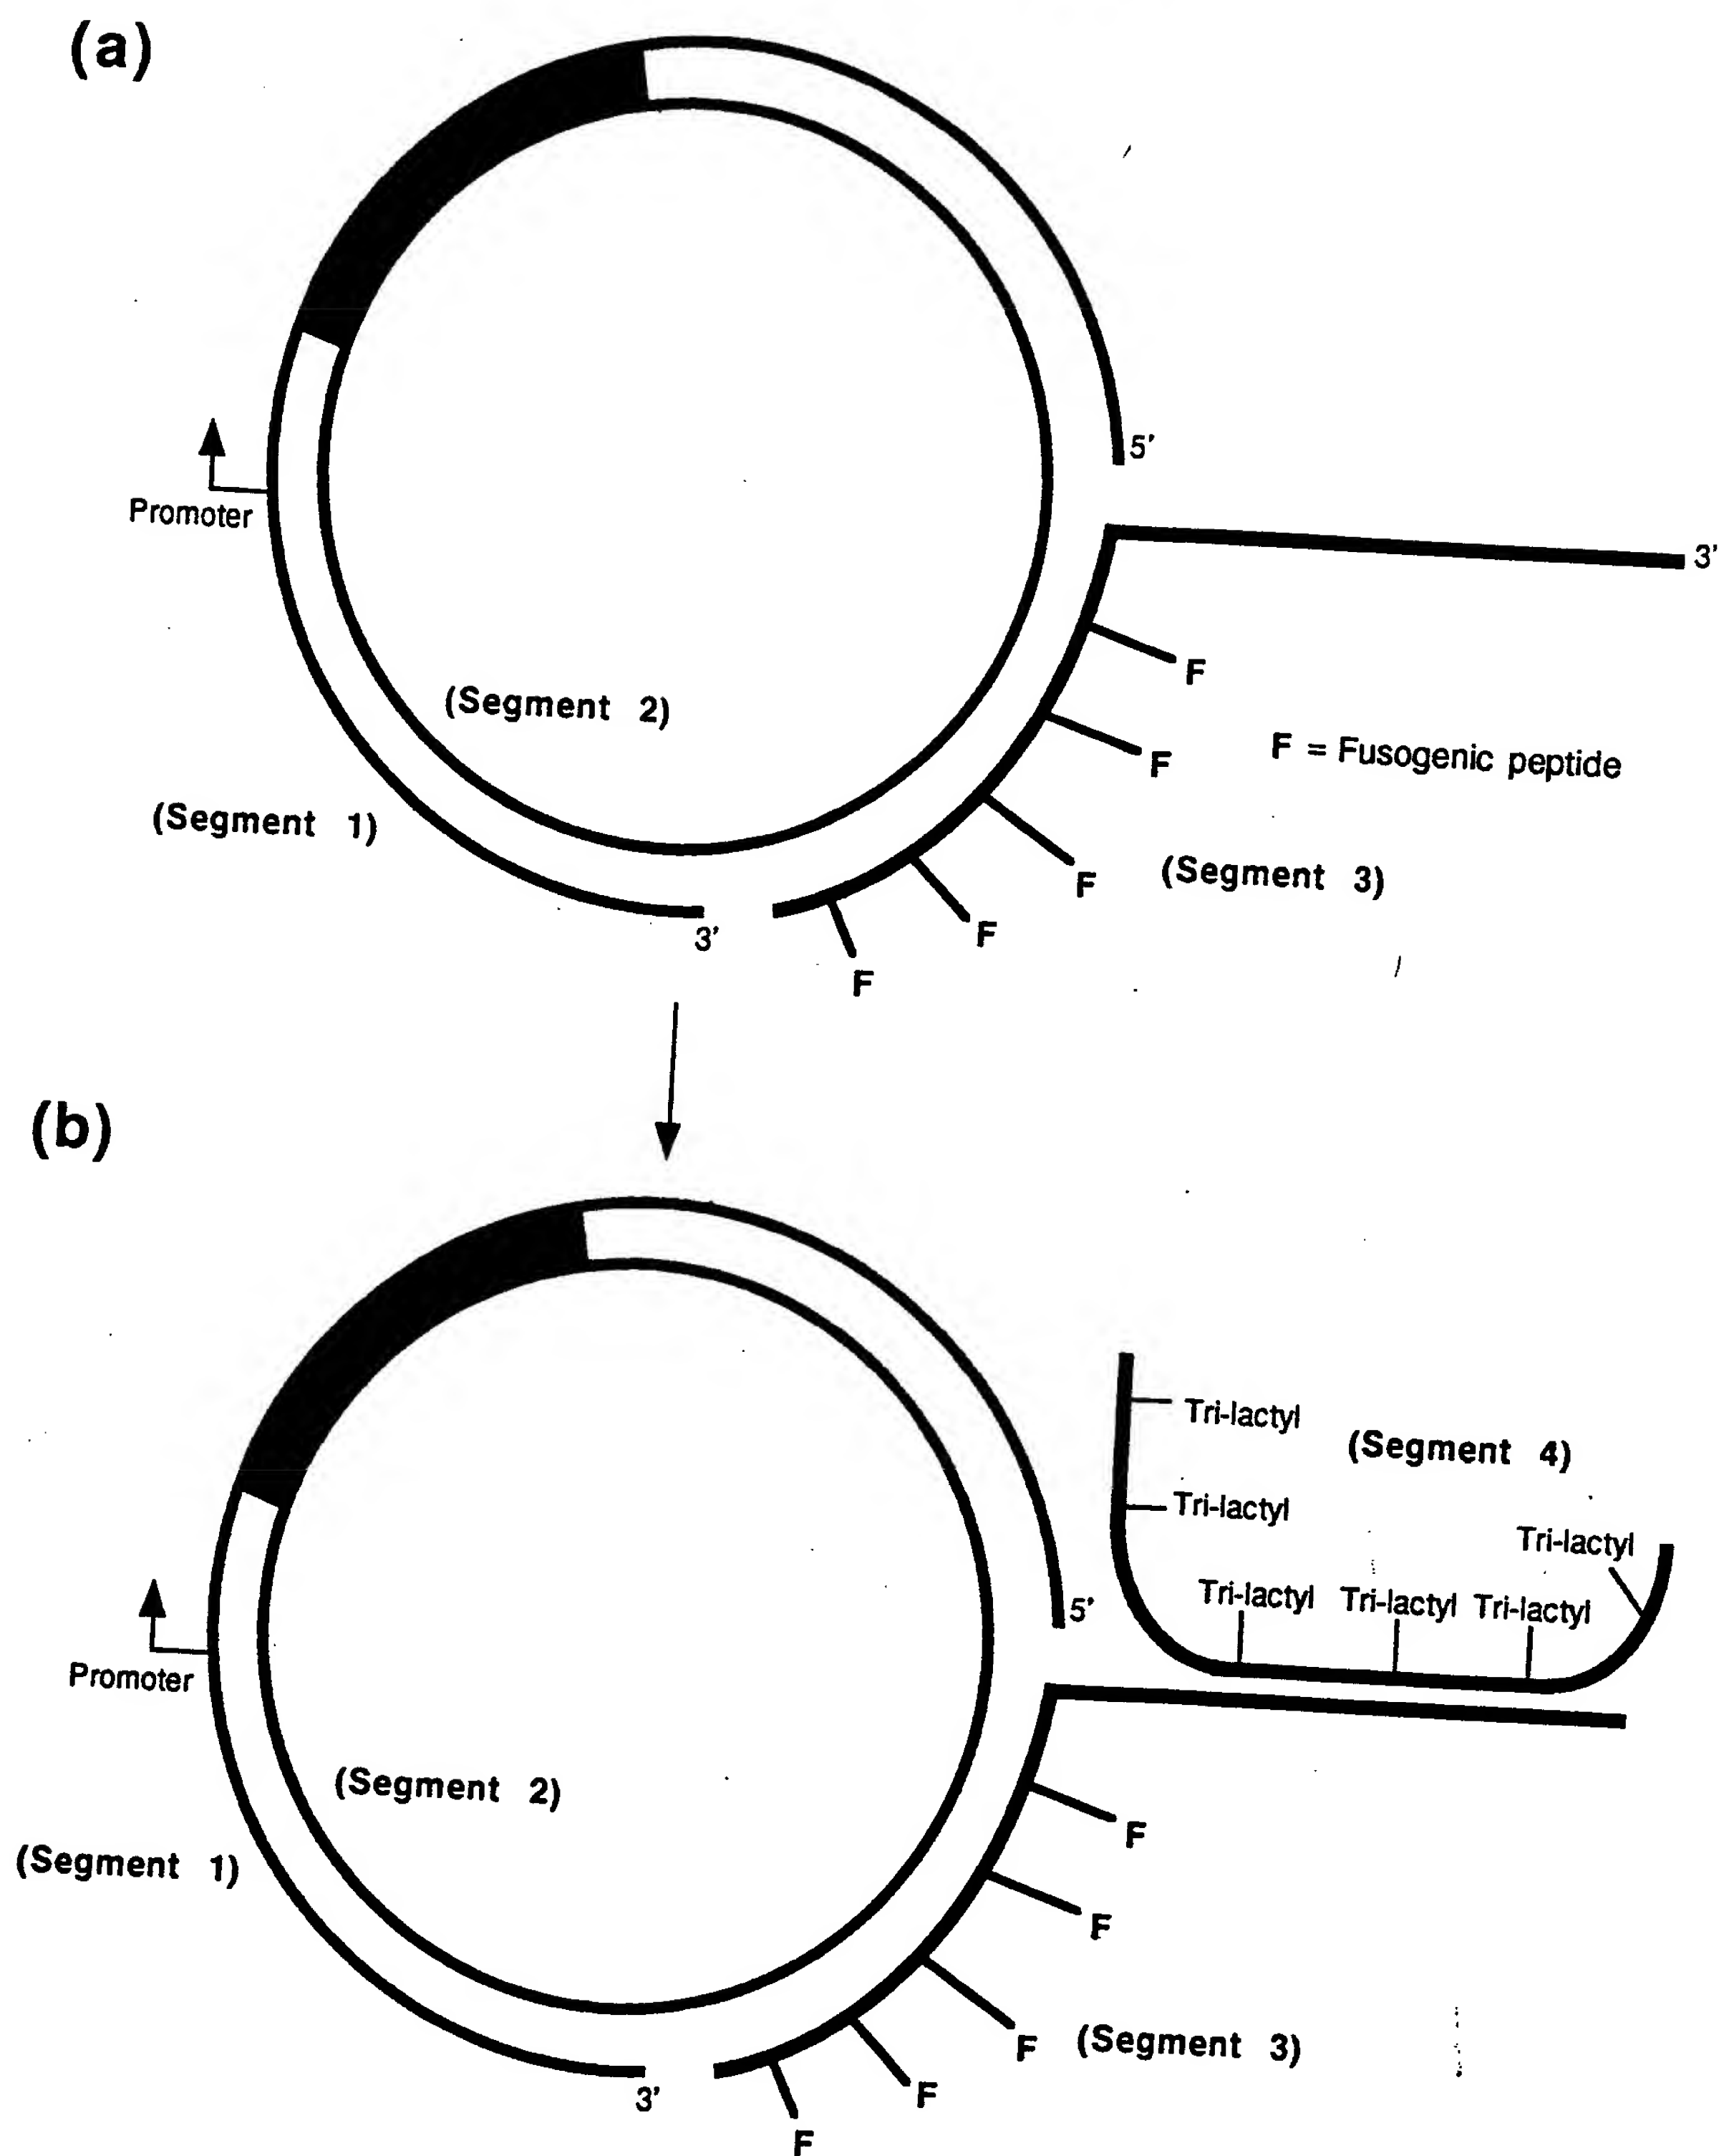 (a)
5'
Promoter
3'
F
(Segment 2)
F
F = Fusogenic peptide
(Segment 1)
F
(Segment 3)
F
3'
F
(b)
Tri-lactyl
(Segment 4)
Tri-lactyl
Tri-lactyl
Tri-lactyl
Tri-lactyl
Tri-lactyl
5'
Promoter
(Segment 2)
F
(Segment 1)
F
F
(Segment 3)
F
3'
F